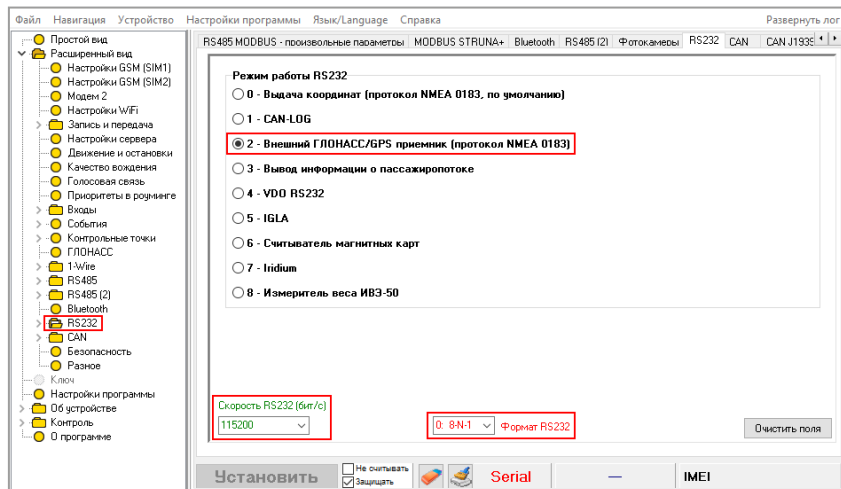 Файл Навигация Устройство Настройки программы Язык/Language Справка Развернуть лог
Простой вид
Расширенный вид
Настройки GSM (SIM1)
Настройки GSM (SIM2)
Модем 2
Настройки WiFi
Запись и передача
Настройки сервера
Движение и остановки
Качество вождения
Голосовая связь
Приоритеты в роуминге
Входы
События
Контрольные точки
ГЛОНАСС
1-Wire
RS485
RS485 (2)
Bluetooth
RS232
CAN
Безопасность
Разное
Ключ
Настройки программы
Об устройстве
Контроль
О программе
RS485 MODBUS - произвольные параметры MODBUS STRUNA+ Bluetooth RS485 (2) Фотокамеры RS232 CAN CAN J1939
Режим работы RS232
0 - Выдача координат (протокол NMEA 0183, по умолчанию)
1 - CAN-LOG
2 - Внешний ГЛОНАСС/GPS приемник (протокол NMEA 0183)
3 - Вывод информации о пассажиропотоке
4 - VDO RS232
5 - IGLA
6 - Считыватель магнитных карт
7 - Iridium
8 - Измеритель веса ИВЭ-50
Скорость RS232 (бит/с)
115200
0: 8-N-1 Формат RS232
Очистить поля
Установить
Не считывать
Защищать
Serial
—
IMEI